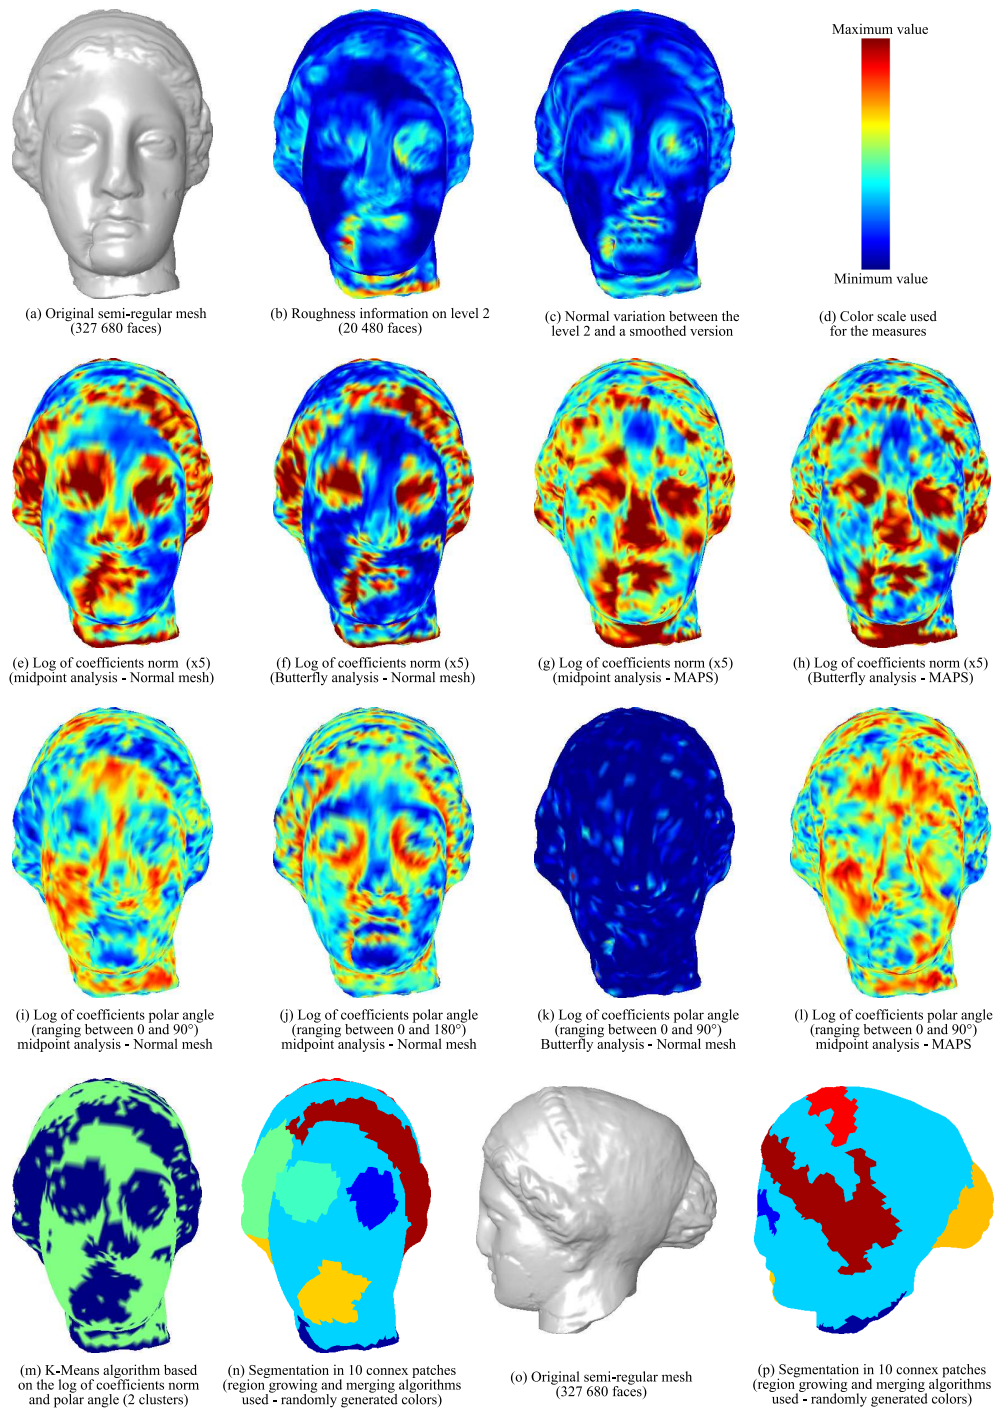 Maximum value
Minimum value
(a) Original semi-regular mesh
(327 680 faces)
(b) Roughness information on level 2
(20 480 faces)
(c) Normal variation between the
level 2 and a smoothed version
(d) Color scale used
for the measures
(e) Log of coefficients norm (x5)
(midpoint analysis - Normal mesh)
(f) Log of coefficients norm (x5)
(Butterfly analysis - Normal mesh)
(g) Log of coefficients norm (x5)
(midpoint analysis - MAPS)
(h) Log of coefficients norm (x5)
(Butterfly analysis - MAPS)
(i) Log of coefficients polar angle
(ranging between 0 and 90°)
midpoint analysis - Normal mesh
(j) Log of coefficients polar angle
(ranging between 0 and 180°)
midpoint analysis - Normal mesh
(k) Log of coefficients polar angle
(ranging between 0 and 90°)
Butterfly analysis - Normal mesh
(l) Log of coefficients polar angle
(ranging between 0 and 90°)
midpoint analysis - MAPS
(m) K-Means algorithm based
on the log of coefficients norm
and polar angle (2 clusters)
(n) Segmentation in 10 connex patches
(region growing and merging algorithms
used - randomly generated colors)
(o) Original semi-regular mesh
(327 680 faces)
(p) Segmentation in 10 connex patches
(region growing and merging algorithms
used - randomly generated colors)